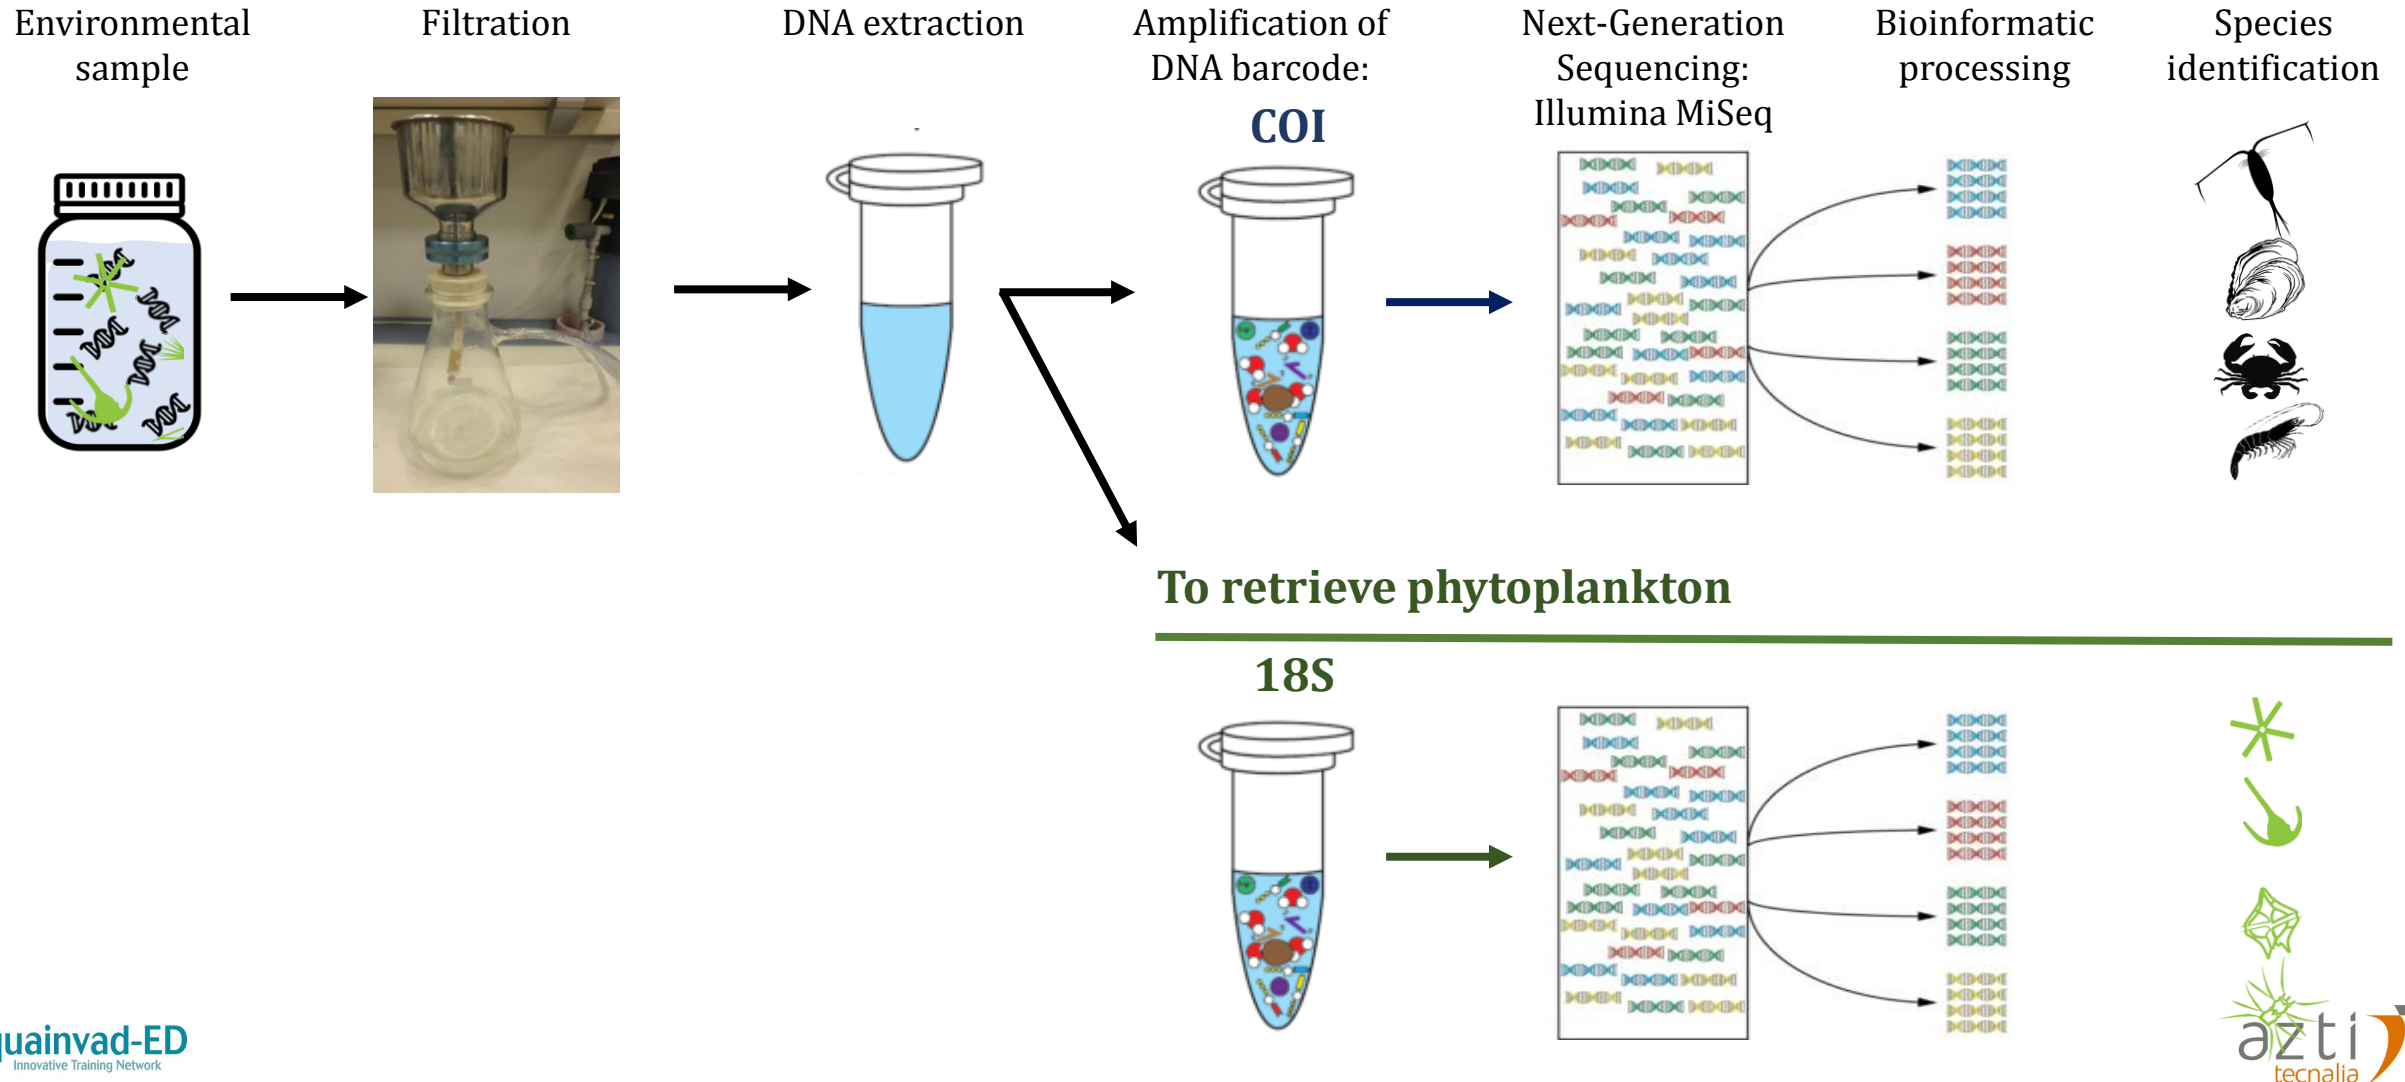 Environmental
sample
Filtration
DNA extraction
Amplification of
DNA barcode:
COI
Next-Generation
Sequencing:
Illumina MiSeq
Bioinformatic
processing
Species
identification
To retrieve phytoplankton
18S
quainvad-ED
Innovative Training Network
azti
tecnalia